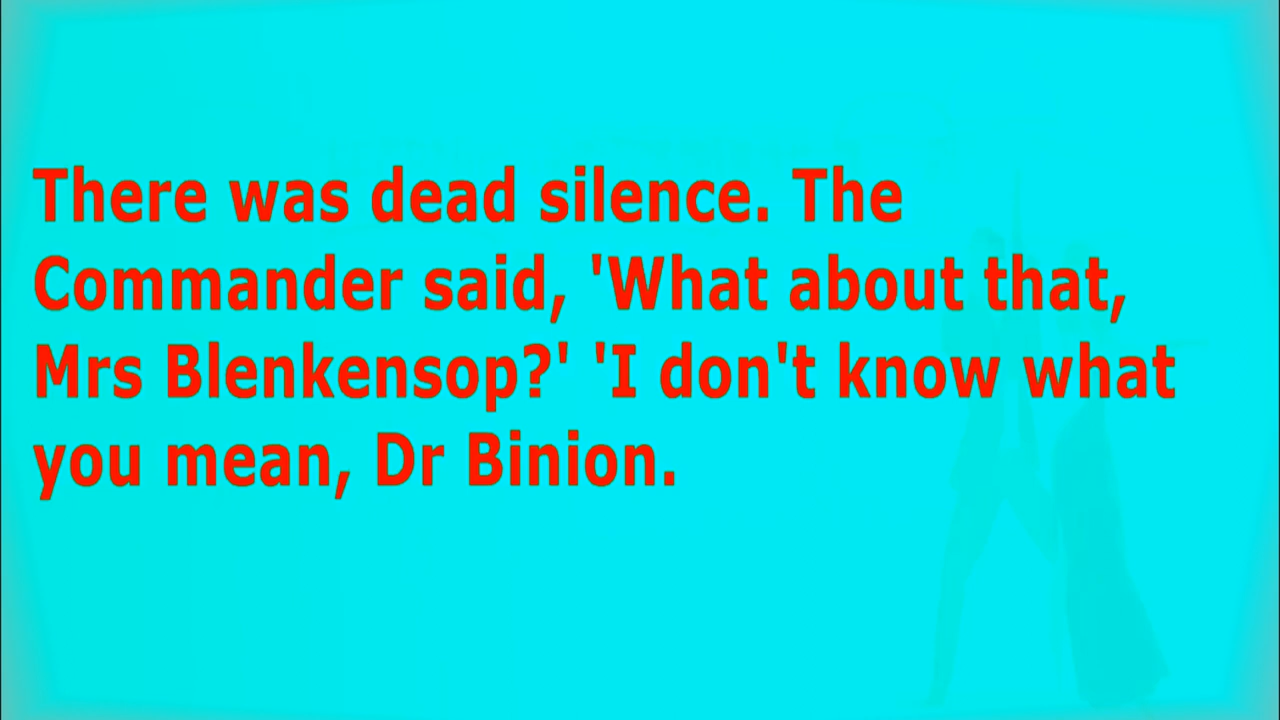 There was dead silence. The
Commander said, 'What about that,
Mrs Blenkensop?' 'I don't know what
you mean, Dr Binion.